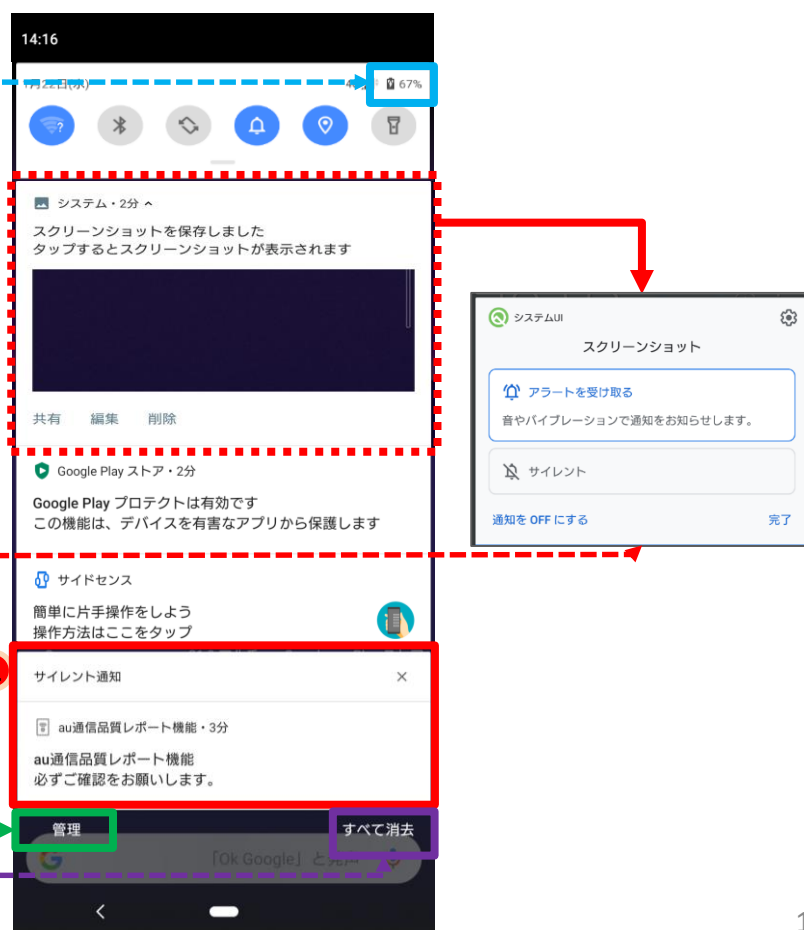 14:16
月22日(水)
67%
システム・2分
スクリーンショットを保存しました
タップするとスクリーンショットが表示されます
共有 編集 削除
Google Play ストア・2分
Google Play プロテクトは有効です
この機能は、デバイスを有害なアプリから保護します
サイドセンス
簡単に片手操作をしよう
操作方法はここをタップ
サイレント通知
au通信品質レポート機能・3分
au通信品質レポート機能
必ずご確認をお願いします。
管理 すべて消去
「Ok Google」と
システムUI
スクリーンショット
アラートを受け取る
音やバイブレーションで通知をお知らせします。
サイレント
通知を OFF にする 完了